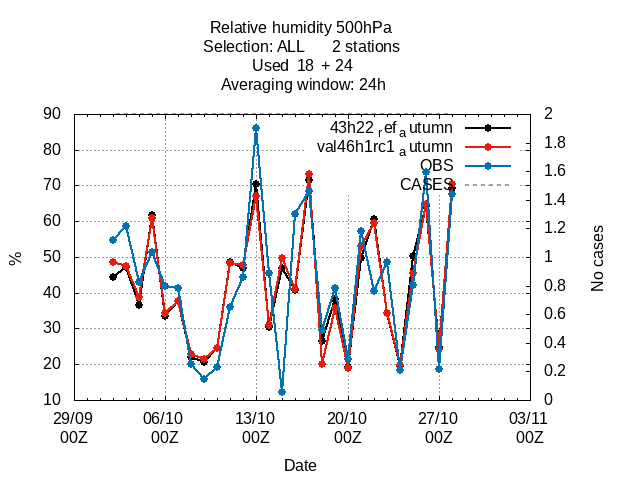 Relative humidity 500hPa
Selection: ALL 2 stations
Used 18 + 24
Averaging window: 24h
90 2
43h22 ref a utumn
80 1.8
val46h1rc1 a utumn
OBS 1.6
70 CASES 1.4
60 1.2
50 1
% No cases
40 0.8
0.6
30 0.4
20 0.2
10 0
29/09 06/10 13/10 20/10 27/10 03/11
00Z 00Z 00Z 00Z 00Z 00Z
Date